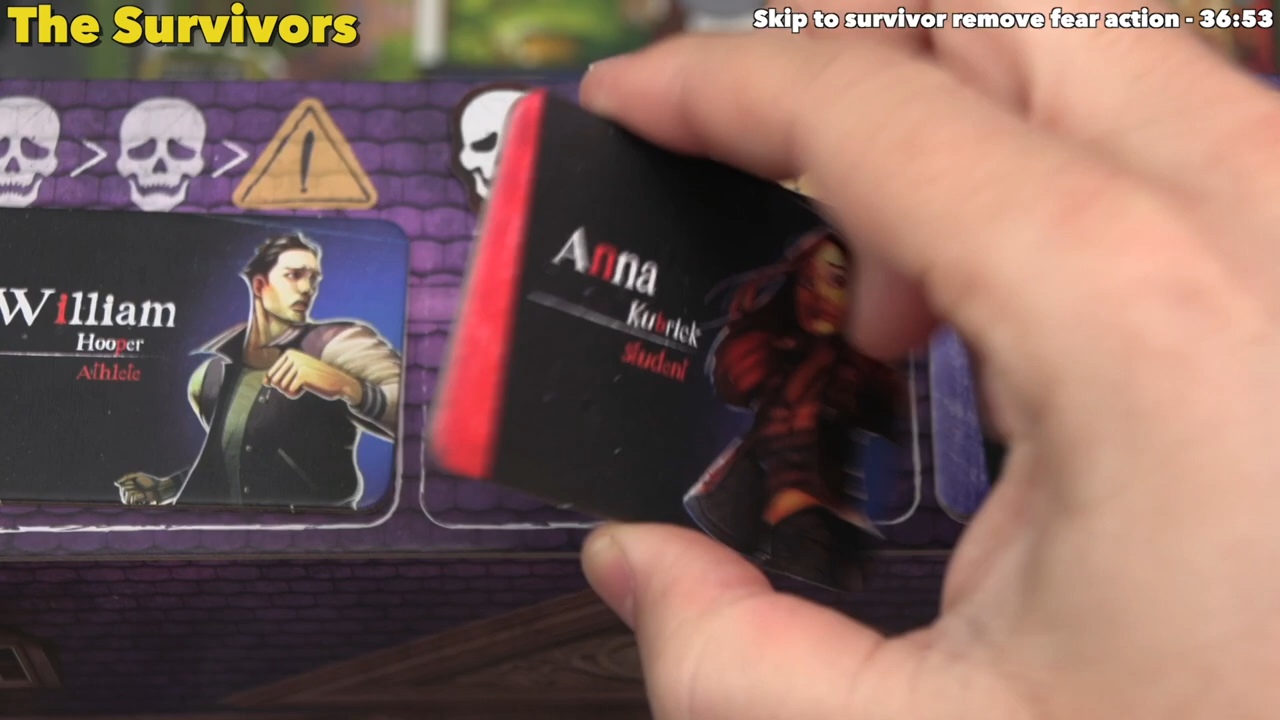 The Survivors
Skip to survivor remove fear action - 36:53
William
Hooper
Athlete
Anna
Kubrick
Student